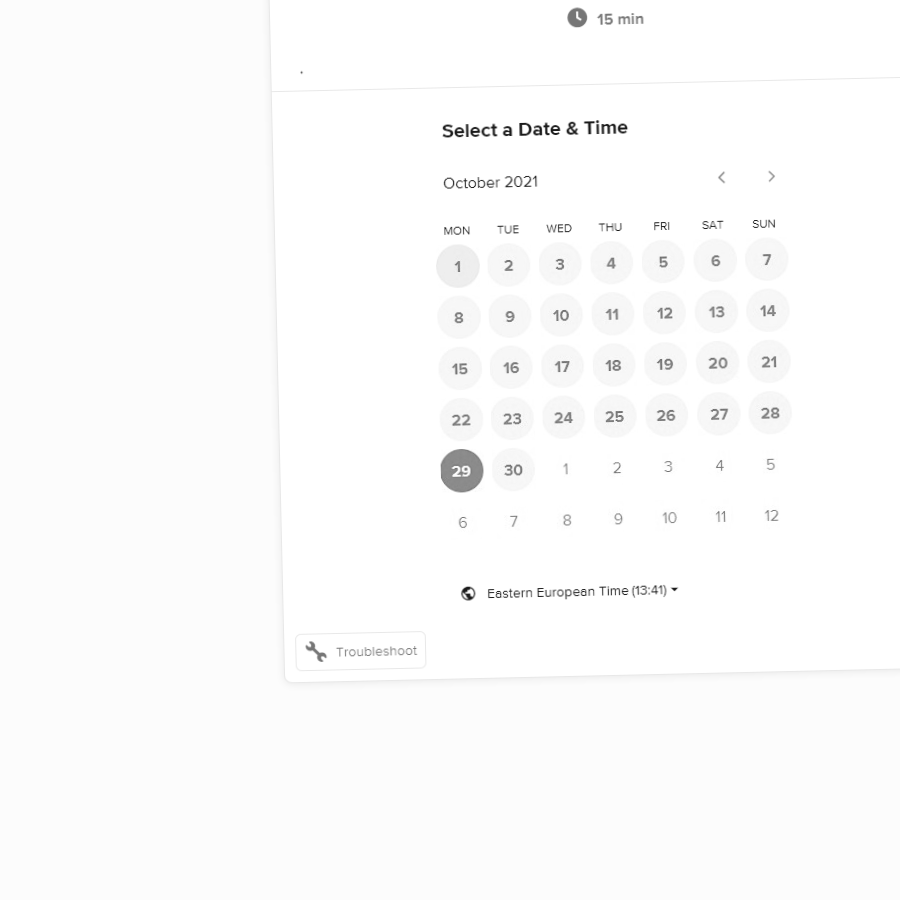 15 min
.
Select a Date & Time
October 2021
MON TUE WED THU FRI SAT SUN
1 2 3 4 5 6 7
8 9 10 11 12 13 14
15 16 17 18 19 20 21
22 23 24 25 26 27 28
29 30 1 2 3 4 5
6 7 8 9 10 11 12
Eastern European Time (13:41)
Troubleshoot